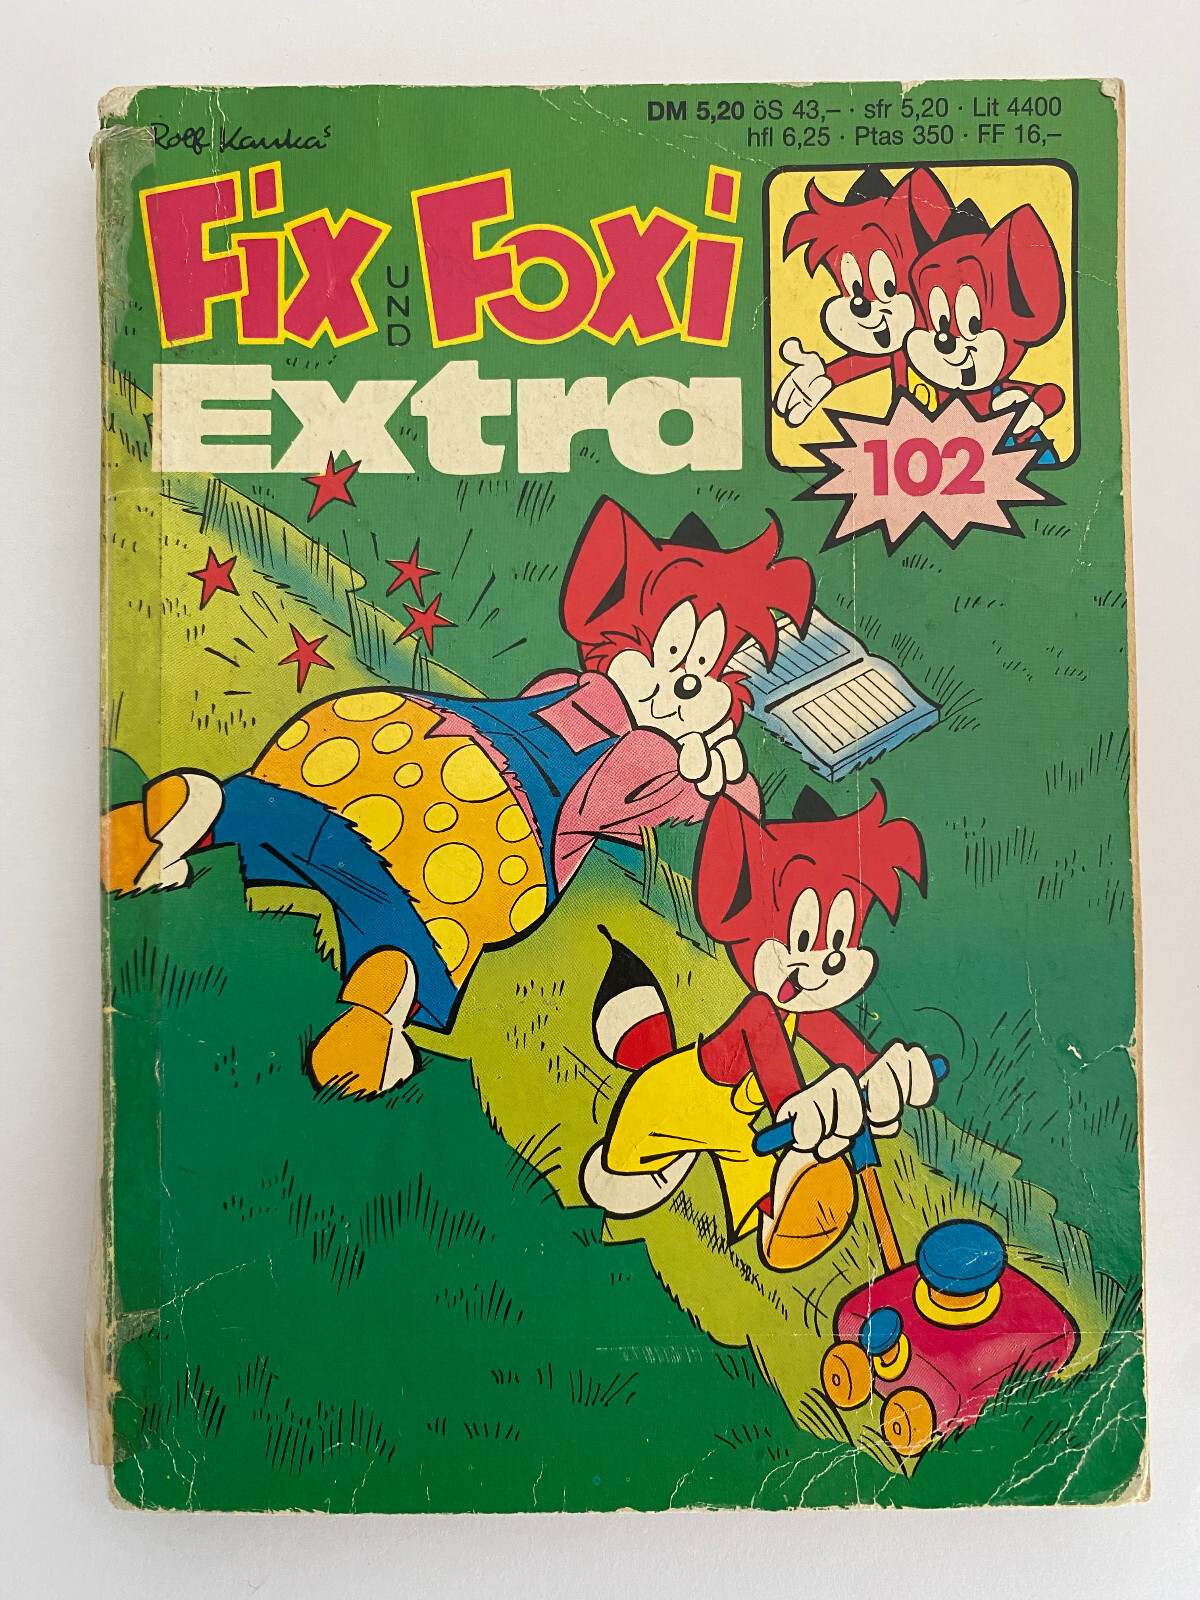 DM 5,20 öS 43,– · sfr 5,20 · Lit 4400
hfl 6,25 · Ptas 350 · FF 16,–
Rolf Kaukas
Fix UND Foxi
Extra
102